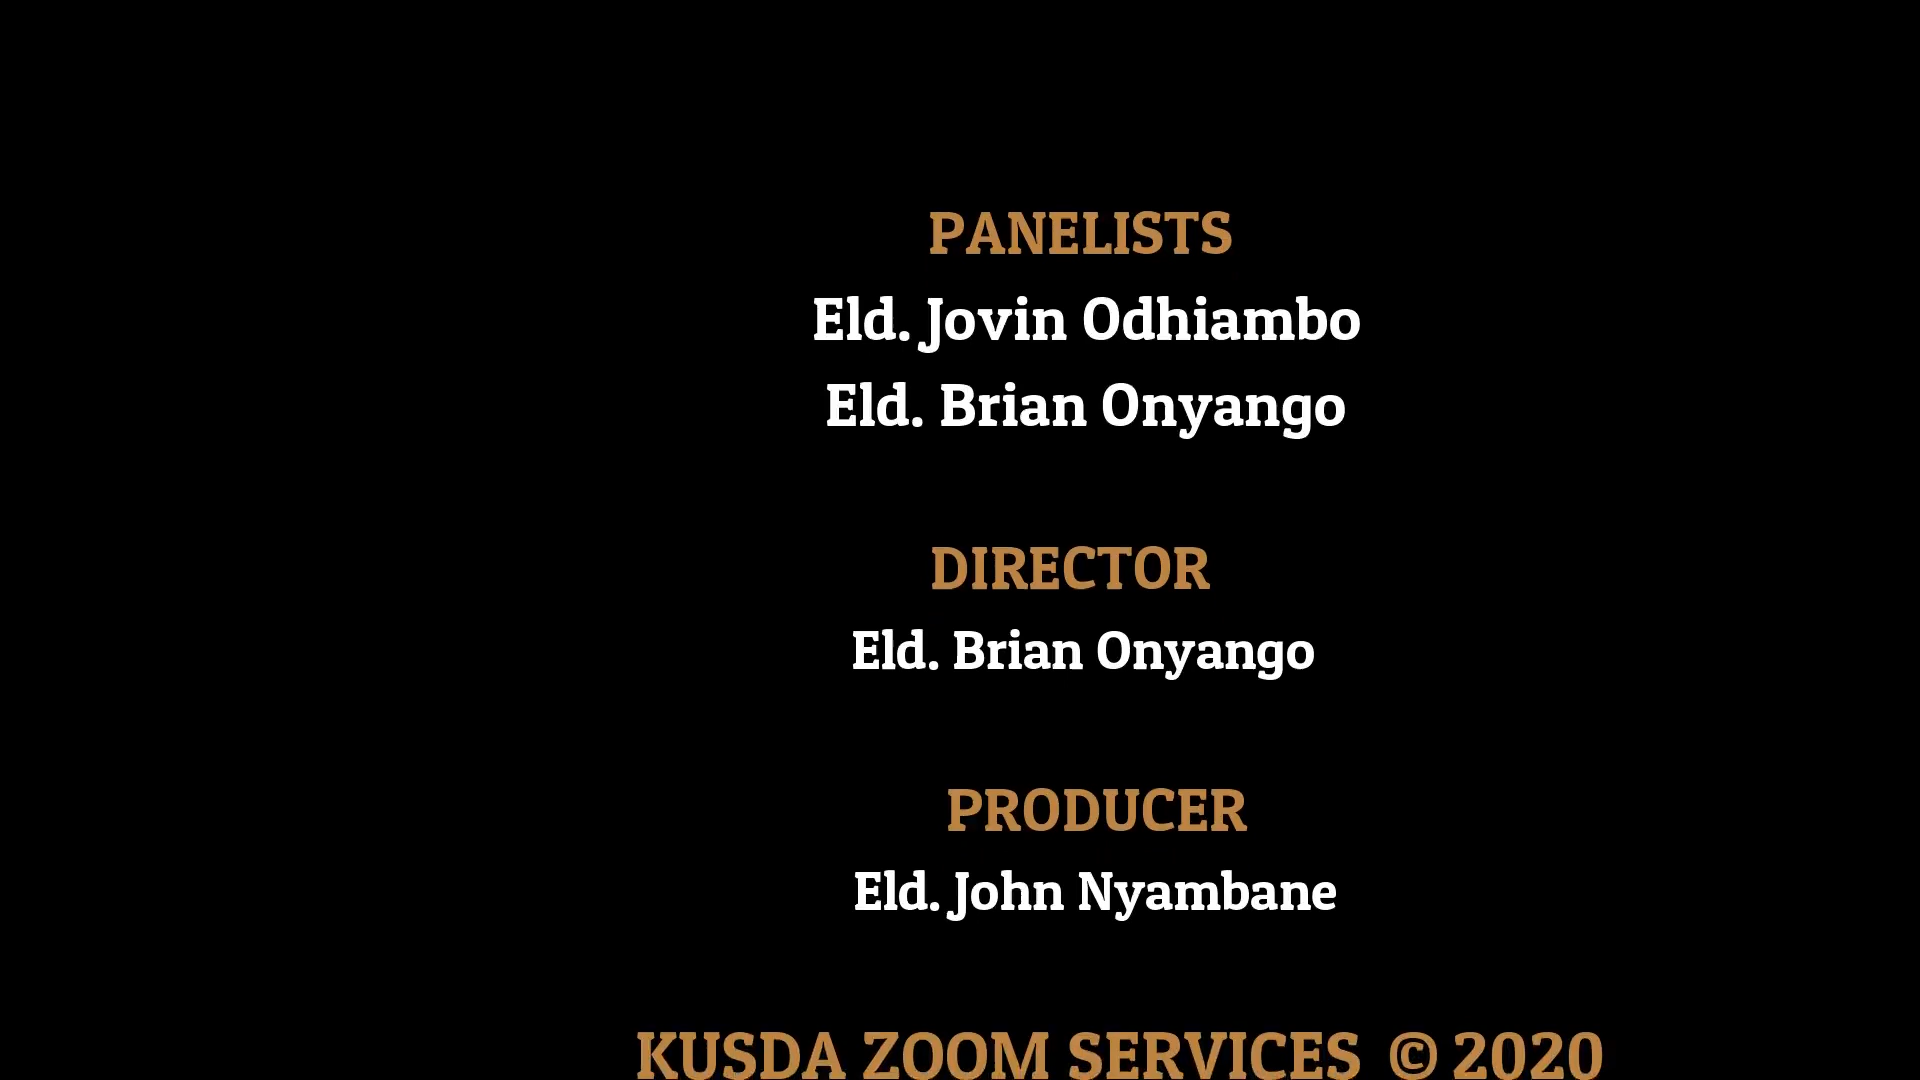 PANELISTS
Eld. Jovin Odhiambo
Eld. Brian Onyango
DIRECTOR
Eld. Brian Onyango
PRODUCER
Eld. John Nyambane
KUSDA ZOOM SERVICES © 2020